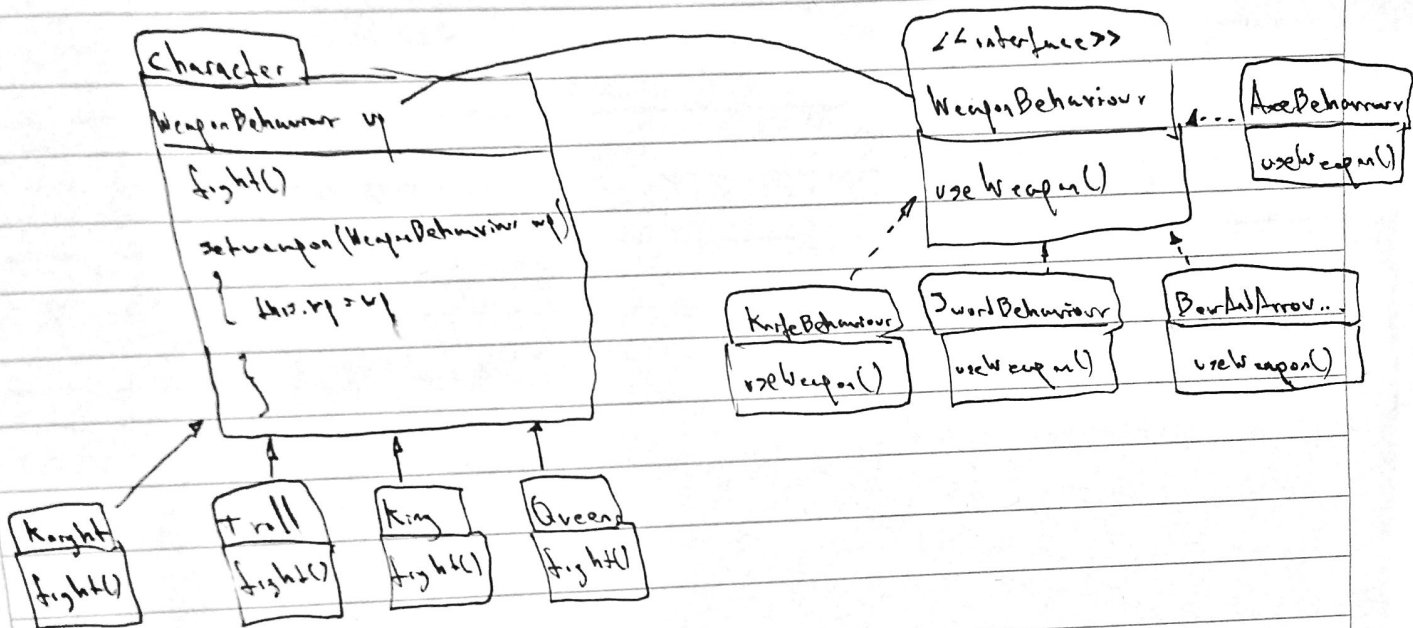 Character
WeaponBehaviour wp
fight()
setweapon(WeaponBehaviour wp)
{ this.wp = wp
}
Knight
fight()
Troll
fight()
King
fight()
Queen
fight()
<<interface>>
WeaponBehaviour
useWeapon()
AxeBehaviour
useWeapon()
KnifeBehaviour
useWeapon()
SwordBehaviour
useWeapon()
BowAndArrow...
useWeapon()